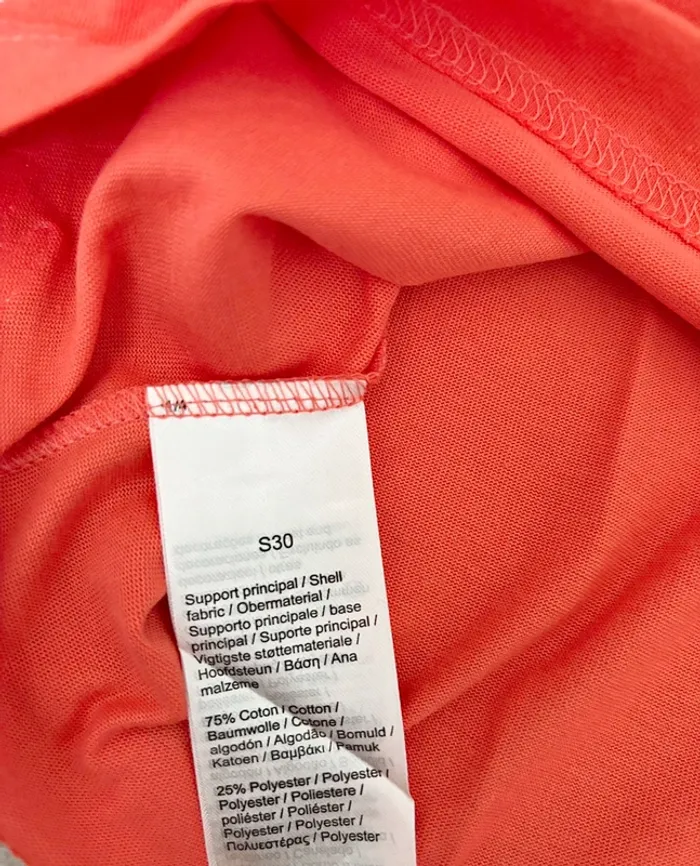 1/4
S30
Support principal / Shell
fabric / Obermaterial /
Supporto principale / base
principal / Suporte principal /
Vigtigste støttemateriale /
Hoofdsteun / Βάση / Ana
malzeme
75% Coton / Cotton /
Baumwolle / Cotone /
algodón / Algodão / Bomuld /
Katoen / Βαμβάκι / Pamuk
25% Polyester / Polyester /
Polyester / Poliestere /
poliéster / Poliéster /
Polyester / Polyester /
Πολυεστέρας / Polyester